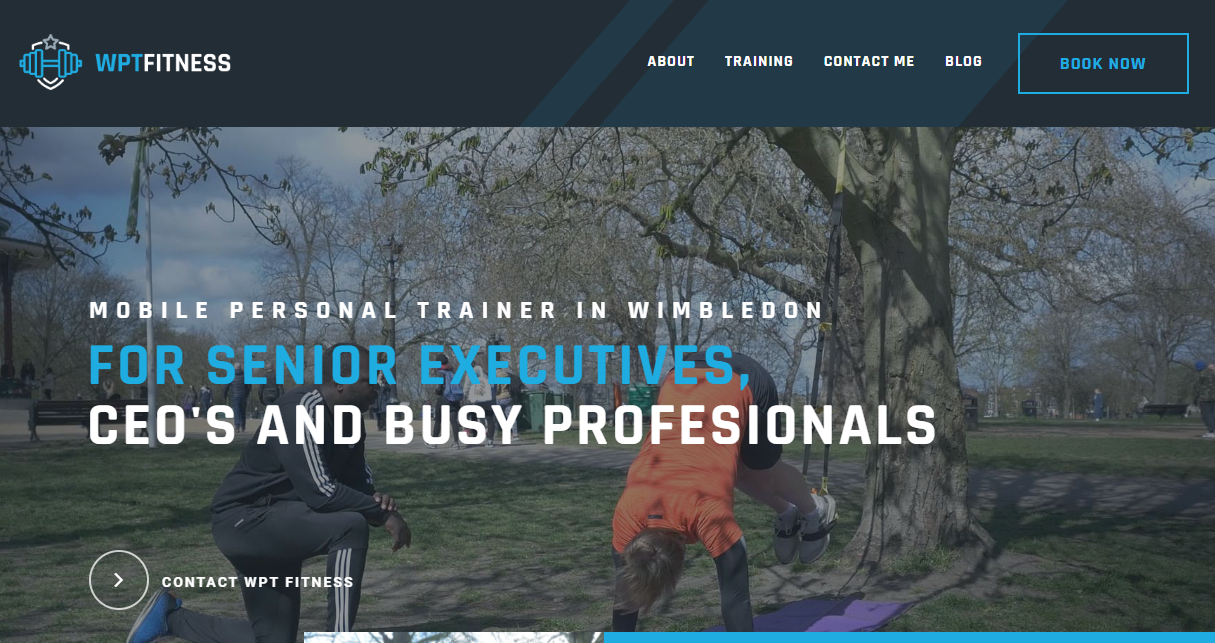 WPTFITNESS
ABOUT TRAINING CONTACT ME BLOG BOOK NOW
MOBILE PERSONAL TRAINER IN WIMBLEDON
FOR SENIOR EXECUTIVES,
CEO'S AND BUSY PROFESIONALS
CONTACT WPT FITNESS